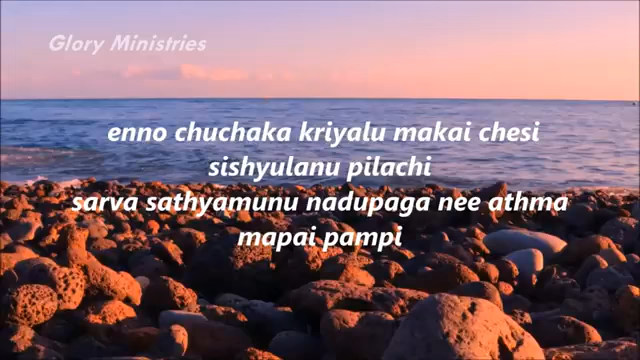 Glory Ministries
enno chuchaka kriyalu makai chesi
sishyulanu pilachi
sarva sathyamunu nadupaga nee athma
mapai pampi